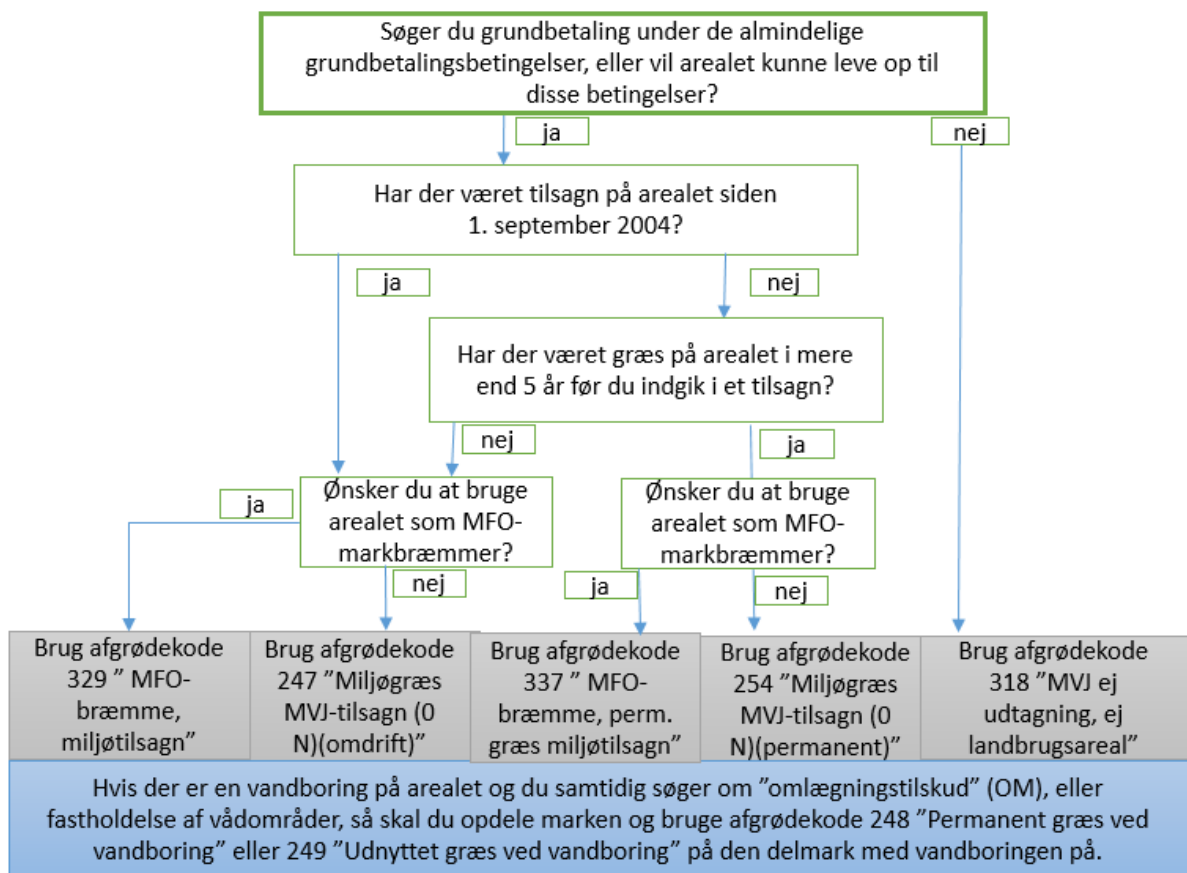 Søger du grundbetaling under de almindelige
grundbetalingsbetingelser, eller vil arealet kunne leve op til
disse betingelser?
ja
nej
Har der været tilsagn på arealet siden
1. september 2004?
ja
nej
Har der været græs på arealet i mere
end 5 år før du indgik i et tilsagn?
nej
ja
Ønsker du at bruge
arealet som MFO-
markbræmmer?
ja
nej
Ønsker du at bruge
arealet som MFO-
markbræmmer?
ja
nej
Brug afgrødekode
329 ” MFO-
bræmme,
miljøtilsagn”
Brug afgrødekode
247 ”Miljøgræs
MVJ-tilsagn (0
N)(omdrift)”
Brug afgrødekode
337 ” MFO-
bræmme, perm.
græs miljøtilsagn”
Brug afgrødekode
254 ”Miljøgræs
MVJ-tilsagn (0
N)(permanent)”
Brug afgrødekode
318 ”MVJ ej
udtagning, ej
landbrugsareal”
Hvis der er en vandboring på arealet og du samtidig søger om ”omlægningstilskud” (OM), eller
fastholdelse af vådområder, så skal du opdele marken og bruge afgrødekode 248 ”Permanent græs ved
vandboring” eller 249 ”Udnyttet græs ved vandboring” på den delmark med vandboringen på.